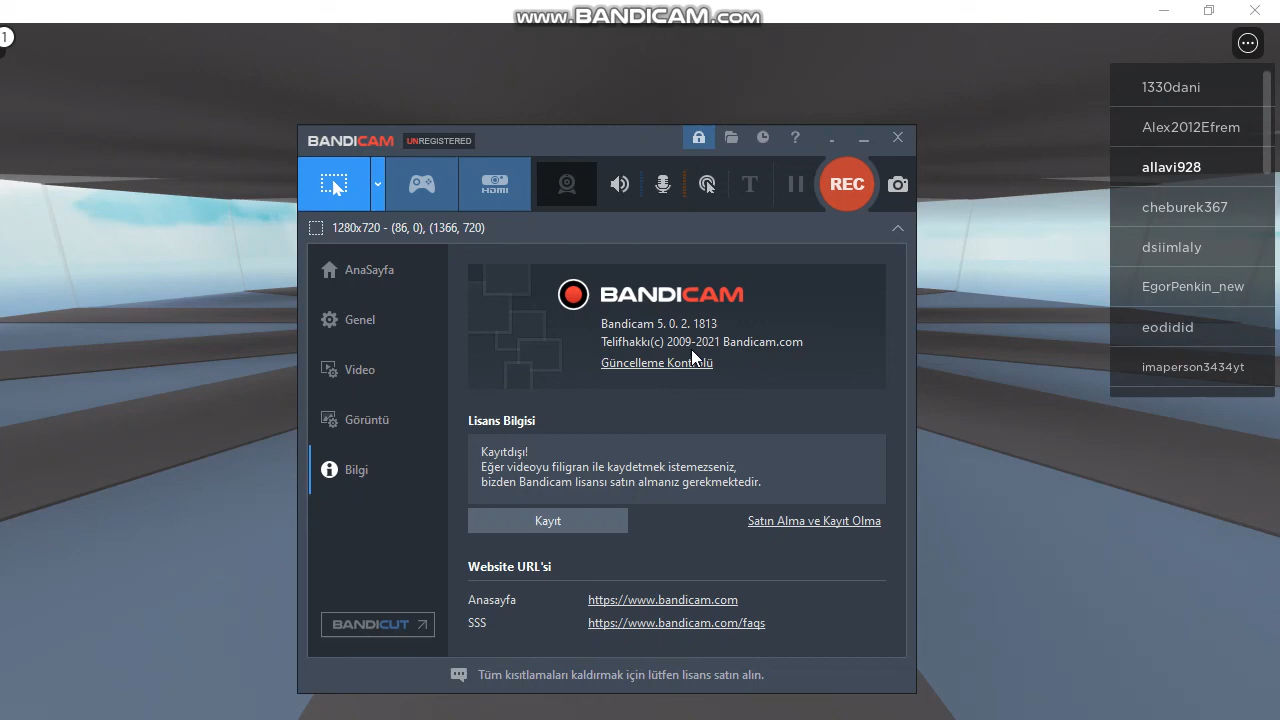 www.BANDICAM.com
1
BANDICAM UNREGISTERED
?
HDMI
T
REC
1280x720 - (86, 0), (1366, 720)
AnaSayfa
Genel
Video
Görüntü
Bilgi
BANDICUT
BANDICAM
Bandicam 5. 0. 2. 1813
Telifhakkı(c) 2009-2021 Bandicam.com
Güncelleme Kontrolü
Lisans Bilgisi
Kayıtdışı!
Eğer videoyu filigran ile kaydetmek istemezseniz,
bizden Bandicam lisansı satın almanız gerekmektedir.
Kayıt
Satın Alma ve Kayıt Olma
Website URL'si
Anasayfa https://www.bandicam.com
SSS https://www.bandicam.com/faqs
Tüm kısıtlamaları kaldırmak için lütfen lisans satın alın.
1330dani
Alex2012Efrem
allavi928
cheburek367
dsiimlaly
EgorPenkin_new
eodidid
imaperson3434yt